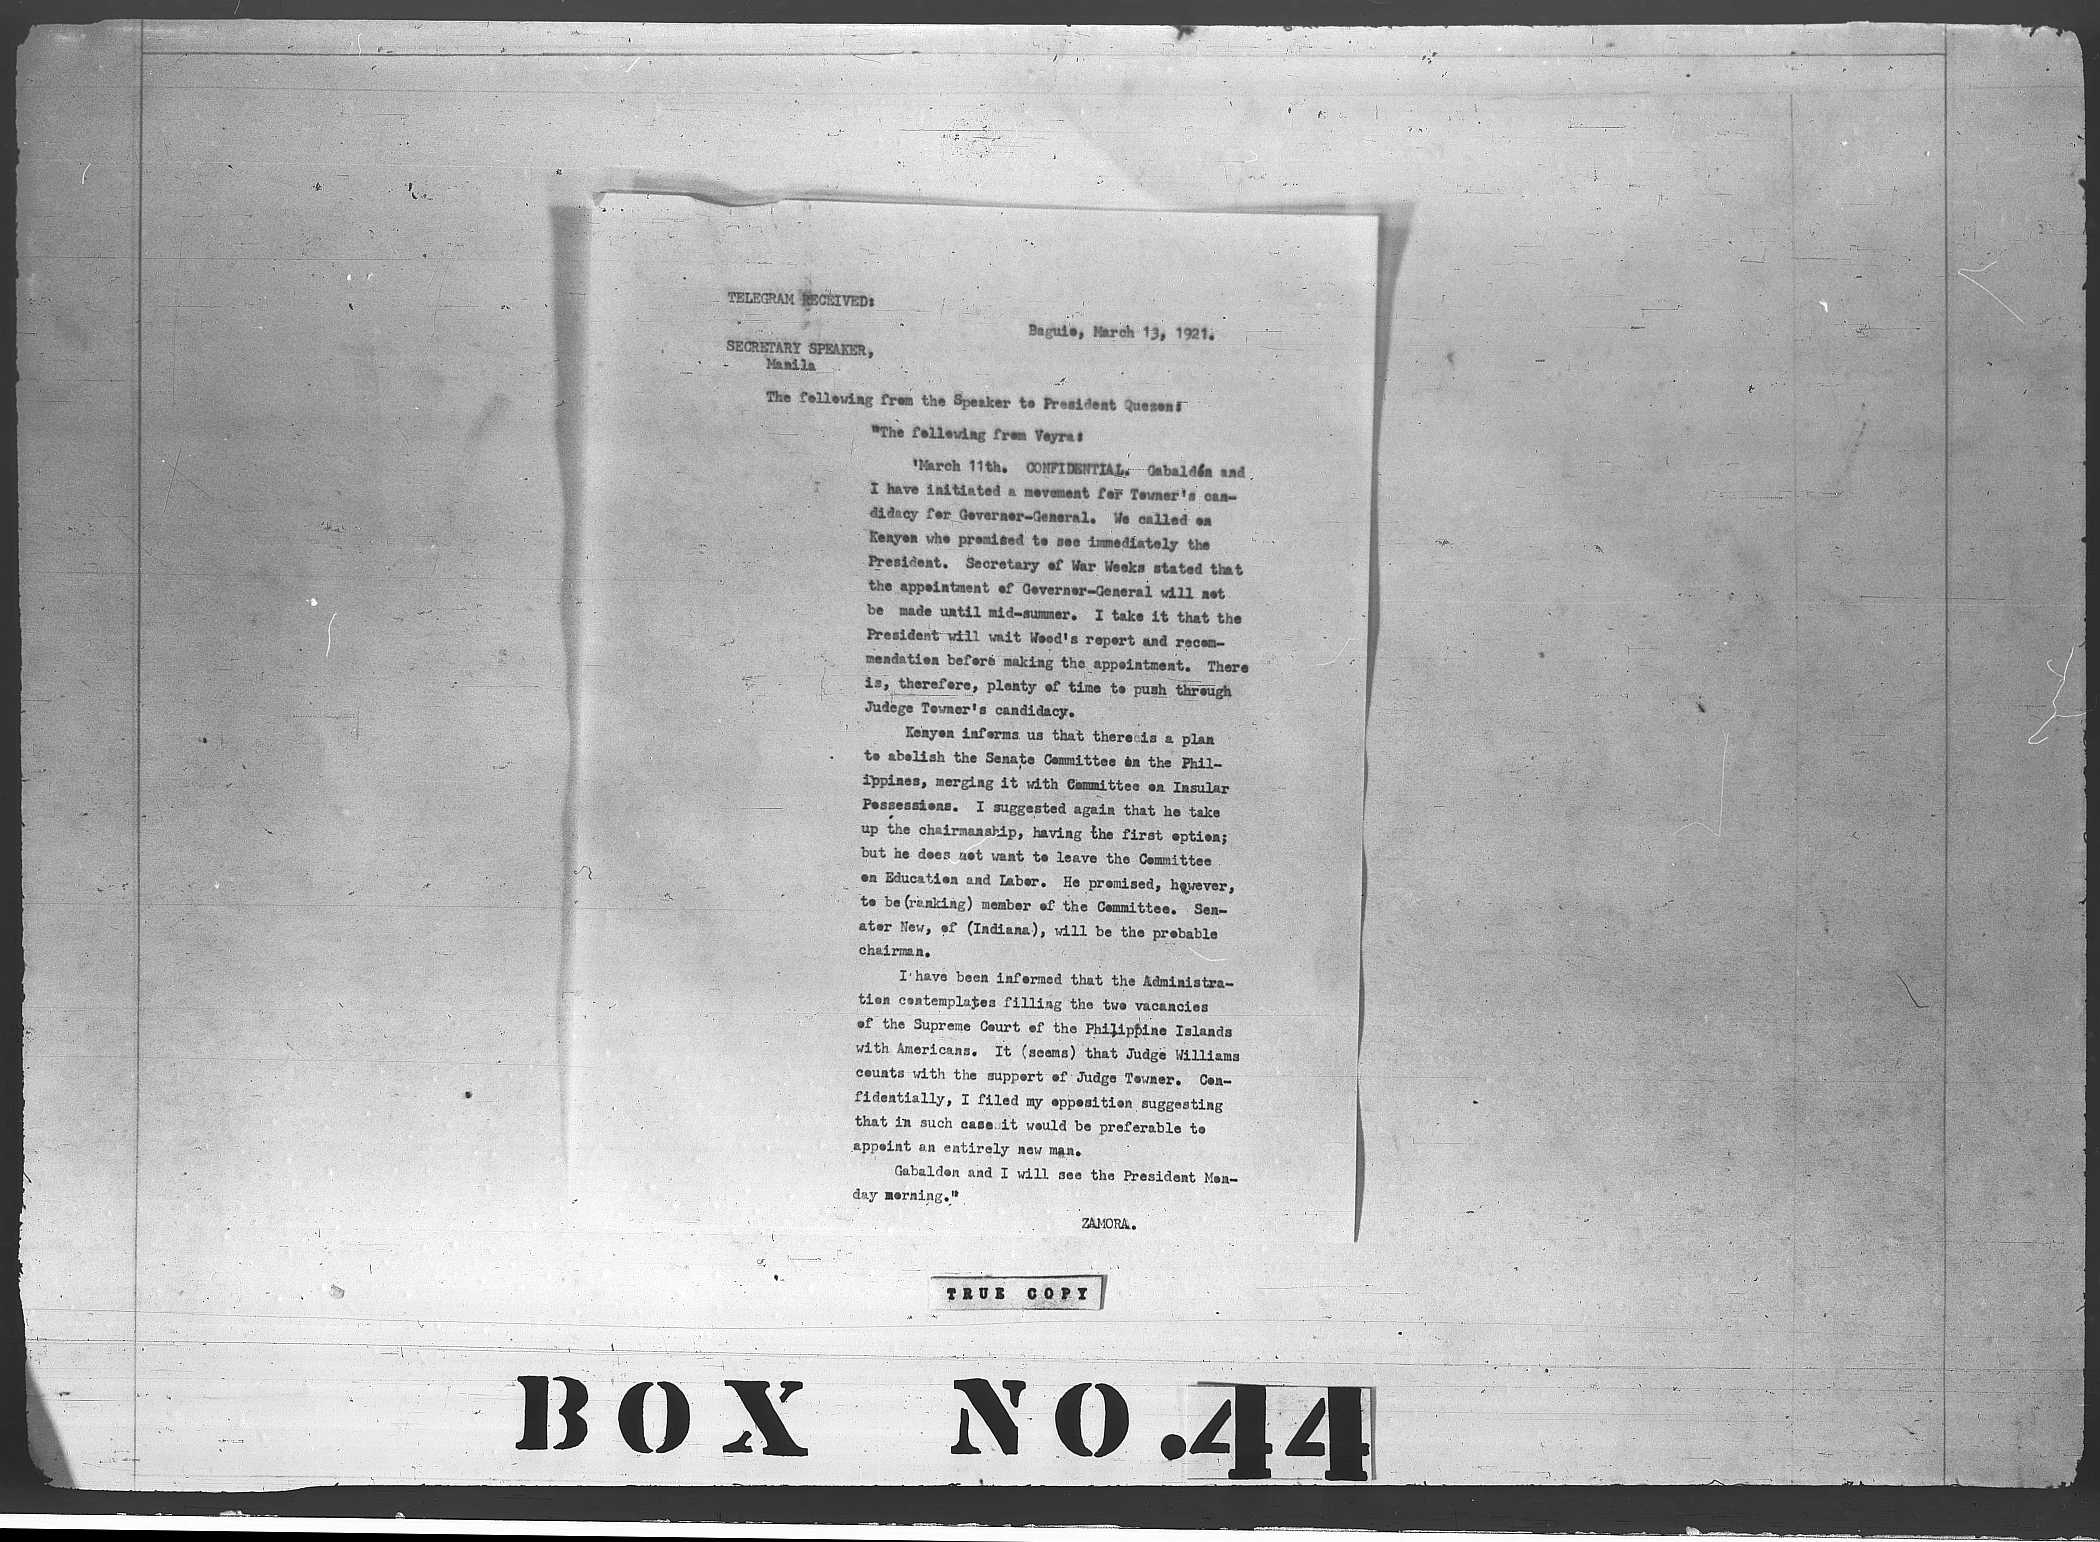 TELEGRAM RECEIVED:
Baguio, March 13, 1921.
SECRETARY SPEAKER,
Manila
The following from the Speaker to President Quezon:
"The following from Veyra:
'March 11th. CONFIDENTIAL. Gabaldón and
I have initiated a movement for Towner's can-
didacy for Governor-General. We called on
Kenyon who promised to see immediately the
President. Secretary of War Weeks stated that
the appointment of Governor-General will not
be made until mid-summer. I take it that the
President will wait Wood's report and recom-
mendation before making the appointment. There
is, therefore, plenty of time to push through
Judege Towner's candidacy.
Kenyon informs us that there is a plan
to abolish the Senate Committee on the Phil-
ippines, merging it with Committee on Insular
Possessions. I suggested again that he take
up the chairmanship, having the first option;
but he does not want to leave the Committee
on Education and Labor. He promised, however,
to be (ranking) member of the Committee. Sen-
ator New, of (Indiana), will be the probable
chairman.
I have been informed that the Administra-
tion contemplates filling the two vacancies
of the Supreme Court of the Philippine Islands
with Americans. It (seems) that Judge Williams
counts with the support of Judge Towner. Con-
fidentially, I filed my opposition suggesting
that in such case it would be preferable to
appoint an entirely new man.
Gabaldon and I will see the President Mon-
day morning."
ZAMORA.
TRUE COPY
BOX NO.44